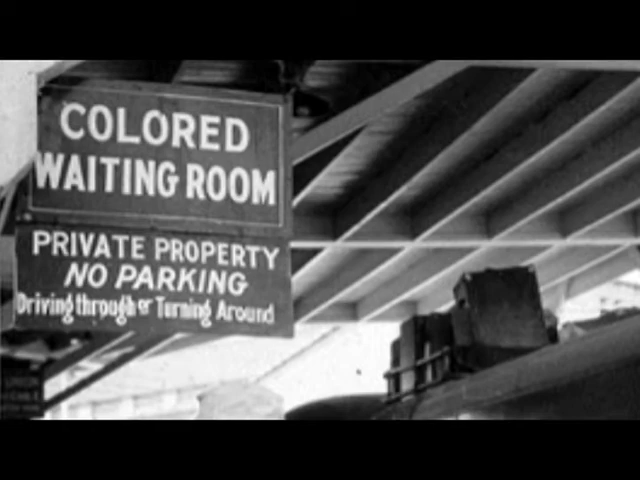 COLORED
WAITING ROOM
PRIVATE PROPERTY
NO PARKING
Driving through or Turning Around